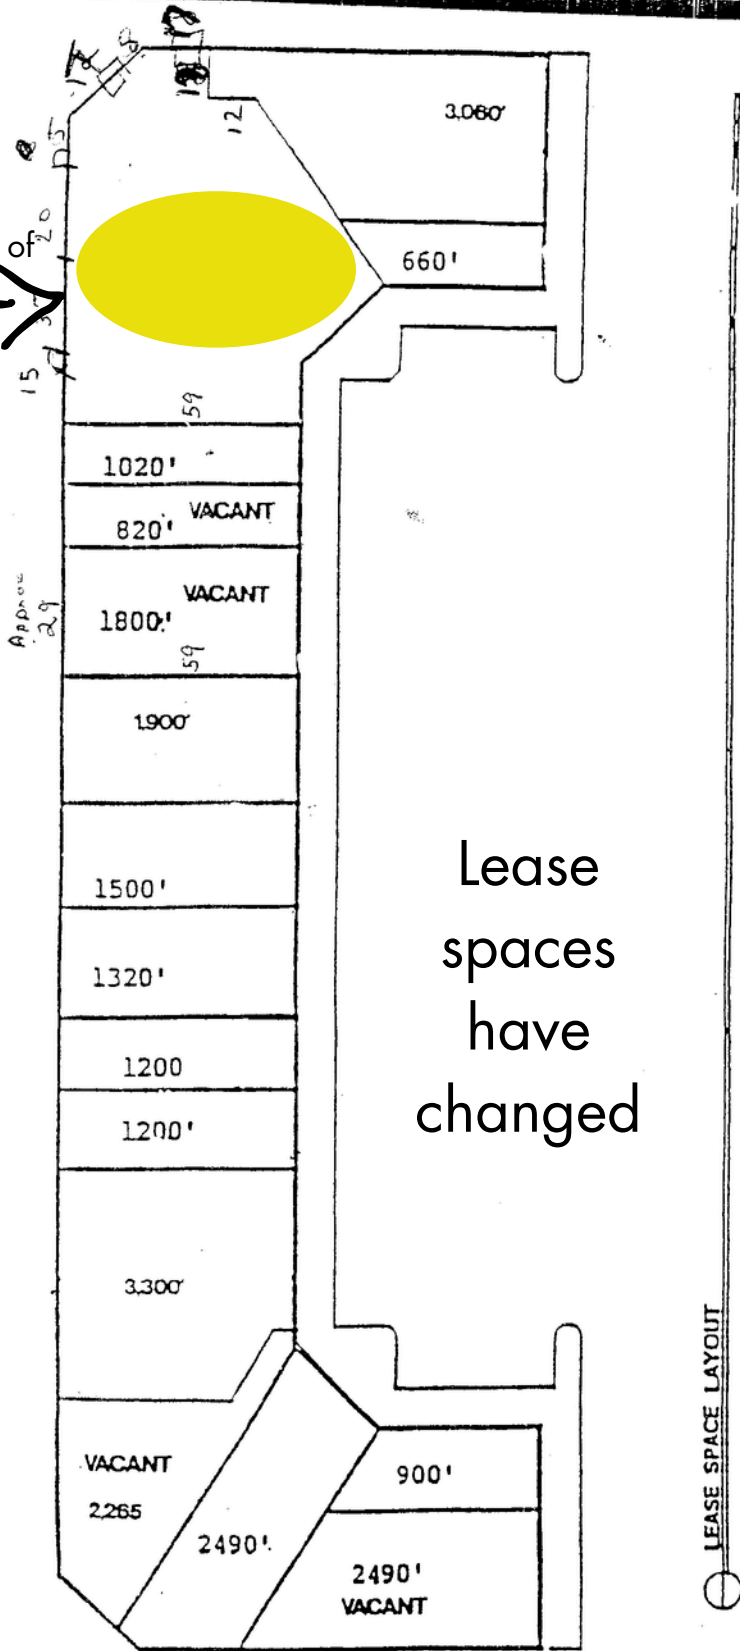 12
3,060'
of
20
660'
15
59
1020'
VACANT
820'
VACANT
1800'
Approx
29
59
1,900'
1500'
Lease
spaces
have
changed
1320'
1200
1200'
3,300'
LEASE SPACE LAYOUT
VACANT
2,265
900'
2490'
2490'
VACANT